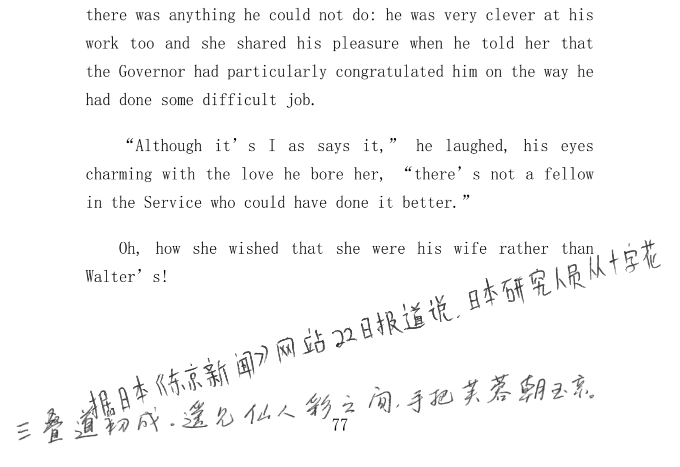 there was anything he could not do: he was very clever at his
work too and she shared his pleasure when he told her that
the Governor had particularly congratulated him on the way he
had done some difficult job.
“Although it’s I as says it,” he laughed, his eyes
charming with the love he bore her, “there’s not a fellow
in the Service who could have done it better.”
Oh, how she wished that she were his wife rather than
Walter’s!
据日本《东京新闻》网站22日报道说,日本研究人员从十字花
三叠道初成。遥见仙人彩云间,手把芙蓉朝玉京。
77